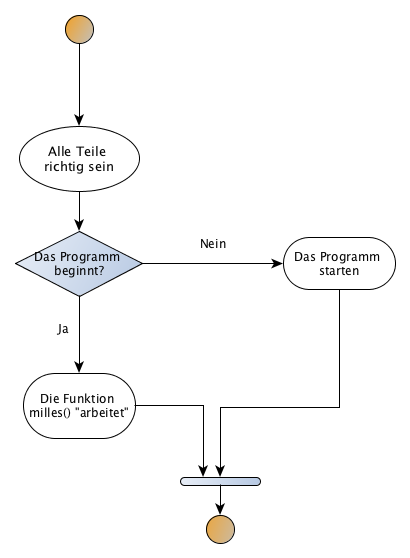 Alle Teile
richtig sein
Das Programm
beginnt?
Nein
Das Programm
starten
Ja
Die Funktion
milles() "arbeitet"